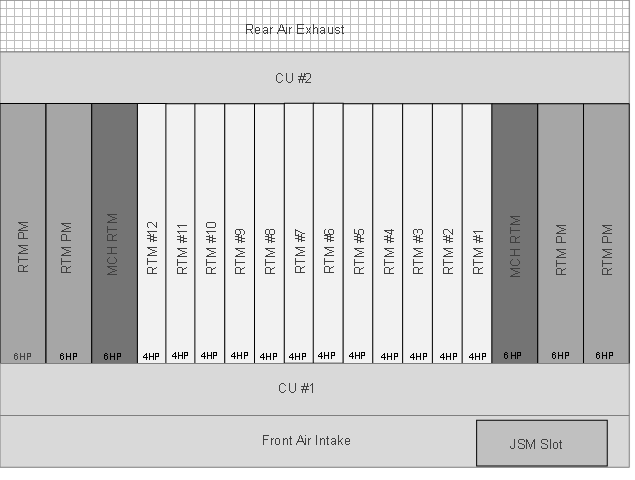 Rear Air Exhaust
CU #2
RTM PM
RTM PM
MCH RTM
RTM #12
RTM #11
RTM #10
RTM #9
RTM #8
RTM #7
RTM #6
RTM #5
RTM #4
RTM #3
RTM #2
RTM #1
MCH RTM
RTM PM
RTM PM
6HP
6HP
6HP
4HP
4HP
4HP
4HP
4HP
4HP
4HP
4HP
4HP
4HP
4HP
4HP
6HP
6HP
6HP
CU #1
Front Air Intake
JSM Slot